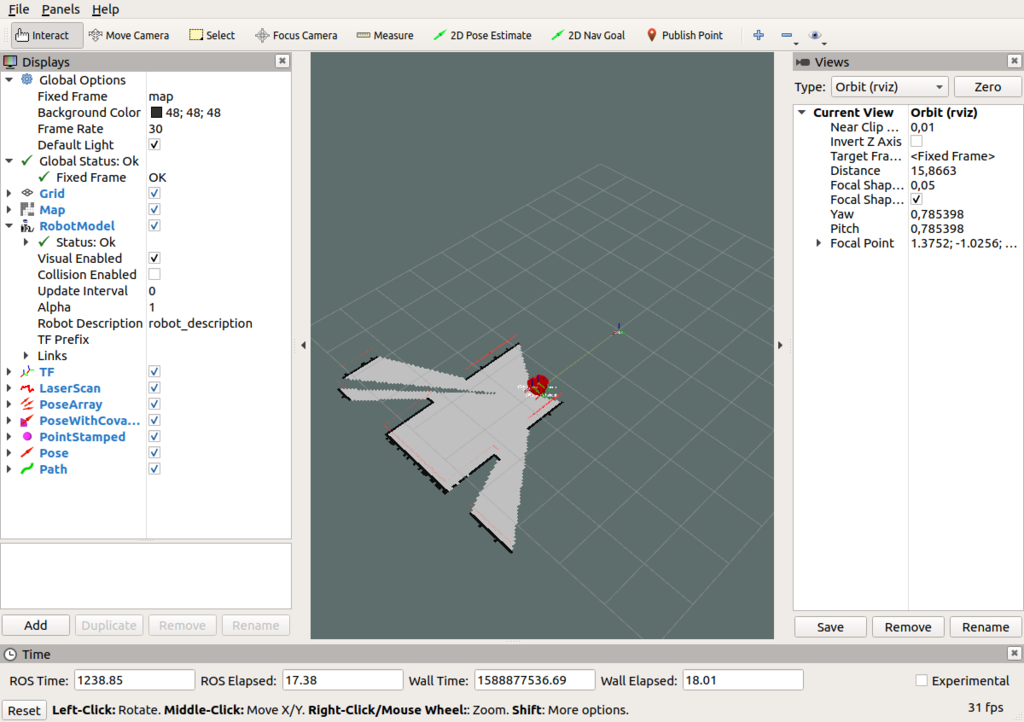 File Panels Help
Interact Move Camera Select Focus Camera Measure 2D Pose Estimate 2D Nav Goal Publish Point
Displays
Global Options
Fixed Frame map
Background Color 48; 48; 48
Frame Rate 30
Default Light
Global Status: Ok
Fixed Frame OK
Grid
Map
RobotModel
Status: Ok
Visual Enabled
Collision Enabled
Update Interval 0
Alpha 1
Robot Description robot_description
TF Prefix
Links
TF
LaserScan
PoseArray
PoseWithCova...
PointStamped
Pose
Path
Add Duplicate Remove Rename
Views
Type: Orbit (rviz) Zero
Current View Orbit (rviz)
Near Clip ... 0,01
Invert Z Axis
Target Fra... <Fixed Frame>
Distance 15,8663
Focal Shap... 0,05
Focal Shap...
Yaw 0,785398
Pitch 0,785398
Focal Point 1.3752; -1.0256; ...
Save Remove Rename
Time
ROS Time: 1238.85 ROS Elapsed: 17.38 Wall Time: 1588877536.69 Wall Elapsed: 18.01 Experimental
Reset Left-Click: Rotate. Middle-Click: Move X/Y. Right-Click/Mouse Wheel:: Zoom. Shift: More options. 31 fps